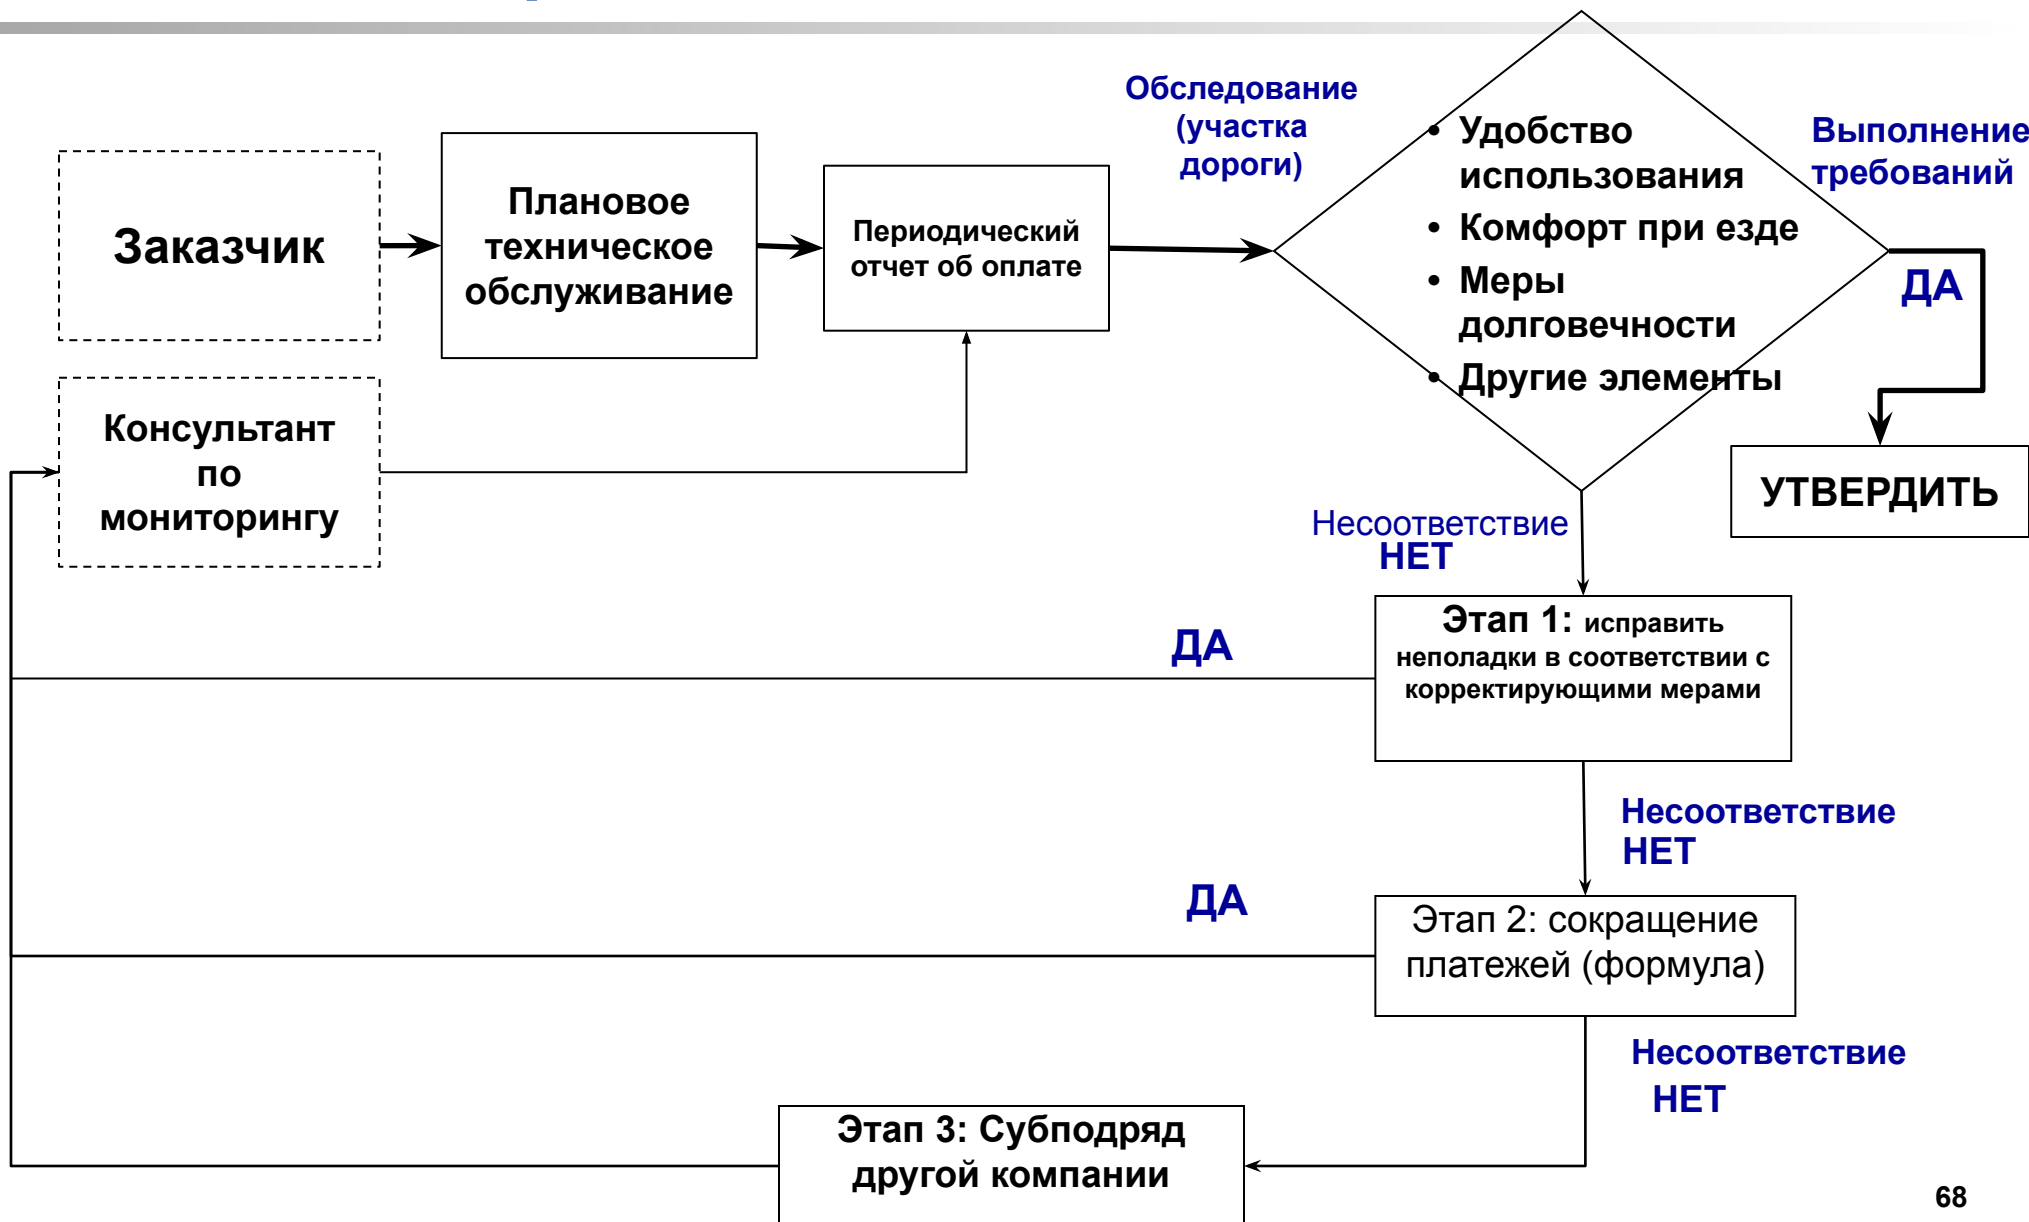 Обследование
(участка
дороги)
• Удобство
использования
• Комфорт при езде
• Меры
долговечности
• Другие элементы
Выполнение
требований
ДА
Заказчик
Плановое
техническое
обслуживание
Периодический
отчет об оплате
Консультант
по
мониторингу
УТВЕРДИТЬ
Несоответствие
НЕТ
Этап 1: исправить
неполадки в соответствии с
корректирующими мерами
ДА
Несоответствие
НЕТ
ДА
Этап 2: сокращение
платежей (формула)
Несоответствие
НЕТ
Этап 3: Субподряд
другой компании
68